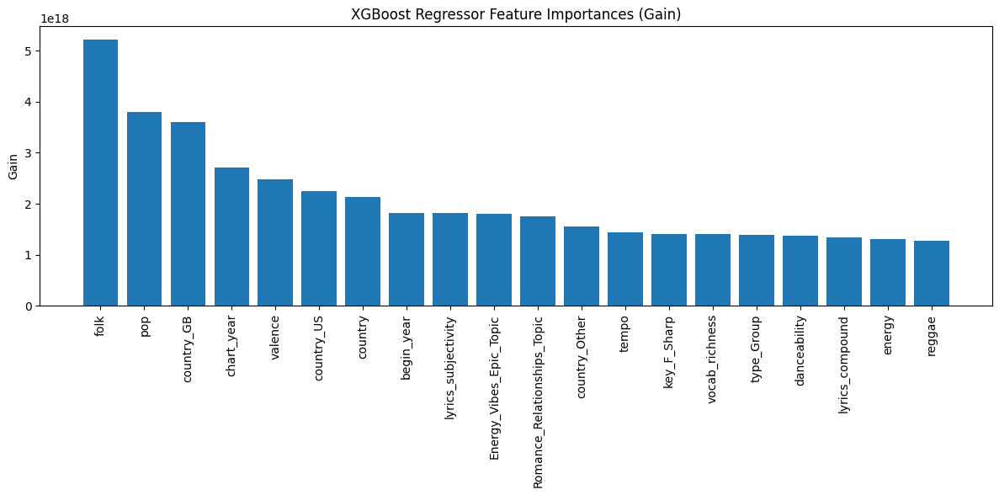 XGBoost Regressor Feature Importances (Gain)
1e18
5
4
3
2
1
0
Gain
folk
pop
country_GB
chart_year
valence
country_US
country
begin_year
lyrics_subjectivity
Energy_Vibes_Epic_Topic
Romance_Relationships_Topic
country_Other
tempo
key_F_Sharp
vocab_richness
type_Group
danceability
lyrics_compound
energy
reggae